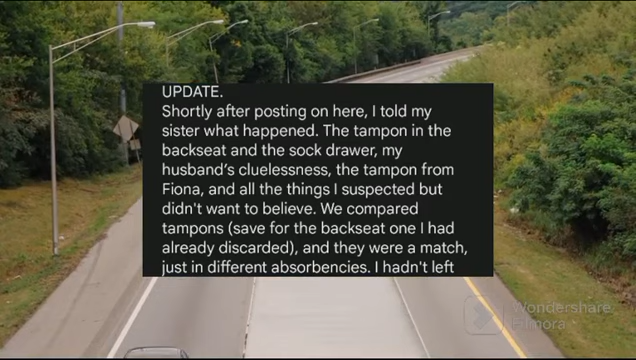 UPDATE.
Shortly after posting on here, I told my
sister what happened. The tampon in the
backseat and the sock drawer, my
husband's cluelessness, the tampon from
Fiona, and all the things I suspected but
didn't want to believe. We compared
tampons (save for the backseat one I had
already discarded), and they were a match,
just in different absorbencies. I hadn't left
Wondershare
Filmora